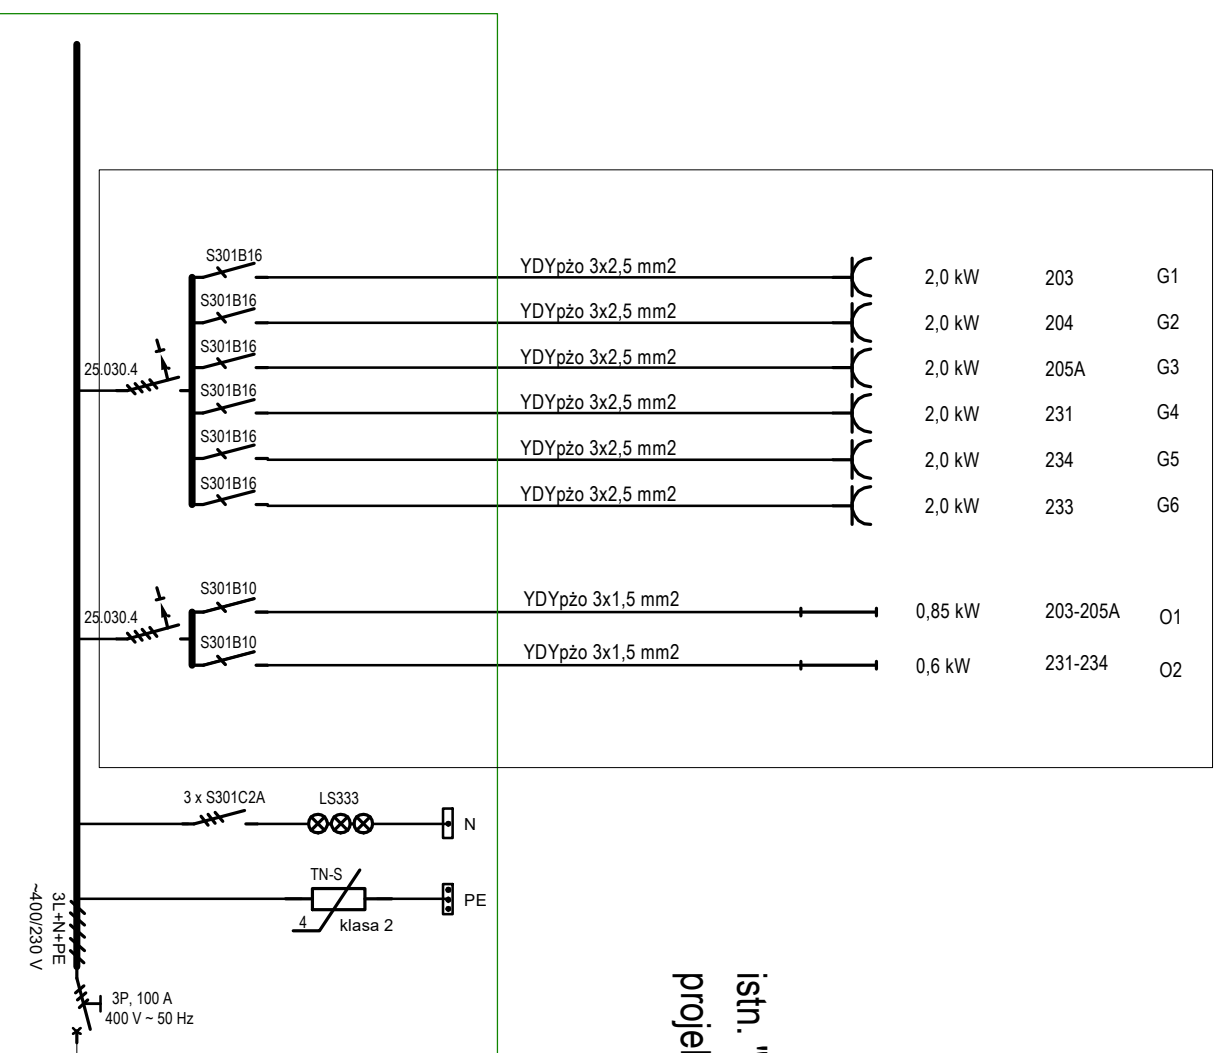 S301B16
YDYpżo 3x2,5 mm2
2,0 kW 203 G1
S301B16
YDYpżo 3x2,5 mm2
2,0 kW 204 G2
S301B16
YDYpżo 3x2,5 mm2
2,0 kW 205A G3
25.030.4
S301B16
YDYpżo 3x2,5 mm2
2,0 kW 231 G4
S301B16
YDYpżo 3x2,5 mm2
2,0 kW 234 G5
S301B16
YDYpżo 3x2,5 mm2
2,0 kW 233 G6
S301B10
YDYpżo 3x1,5 mm2
0,85 kW 203-205A O1
25.030.4
S301B10
YDYpżo 3x1,5 mm2
0,6 kW 231-234 O2
3 x S301C2A
LS333
N
TN-S
PE
4
klasa 2
3L+N+PE
~400/230 V
3P, 100 A
400 V ~ 50 Hz
istn. "